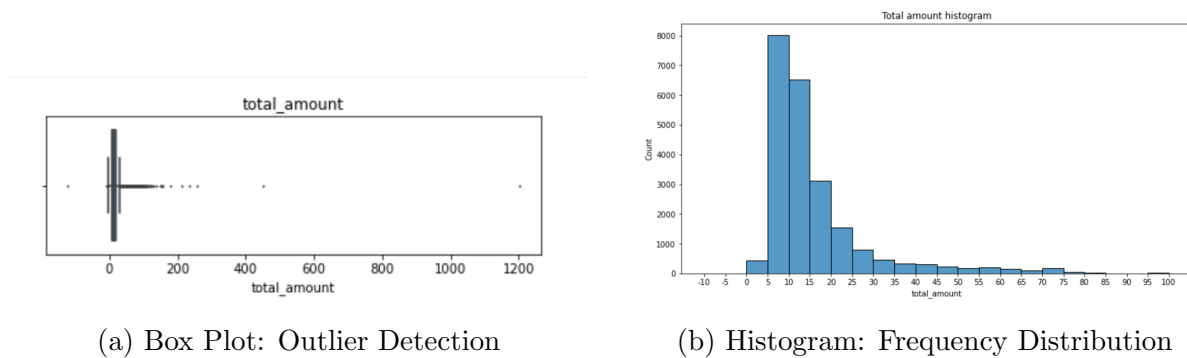 total_amount
0 200 400 600 800 1000 1200
total_amount
(a) Box Plot: Outlier Detection
Total amount histogram
8000
7000
6000
5000
4000
3000
2000
1000
0
Count
-10 -5 0 5 10 15 20 25 30 35 40 45 50 55 60 65 70 75 80 85 90 95 100
total_amount
(b) Histogram: Frequency Distribution